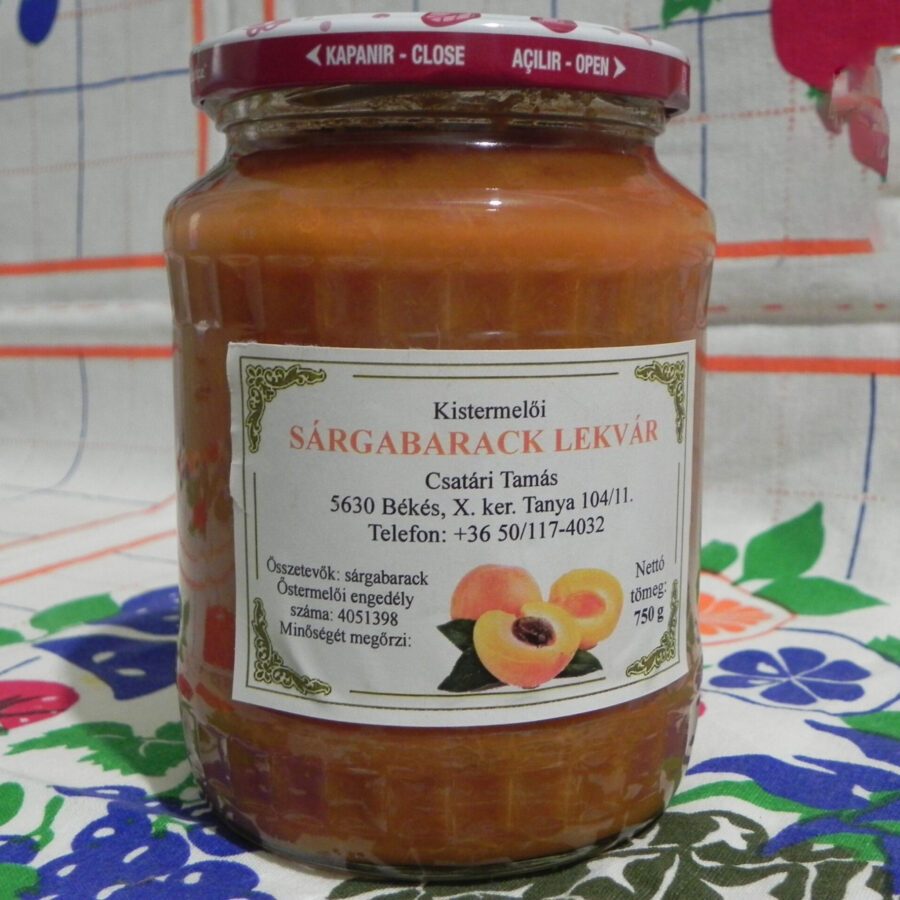 KAPANIR - CLOSE AÇILIR - OPEN
Kistermelői
SÁRGABARACK LEKVÁR
Csatári Tamás
5630 Békés, X. ker. Tanya 104/11.
Telefon: +36 50/117-4032
Összetevők: sárgabarack
Őstermelői engedély
száma: 4051398
Minőségét megőrzi:
Nettó
tömeg:
750 g